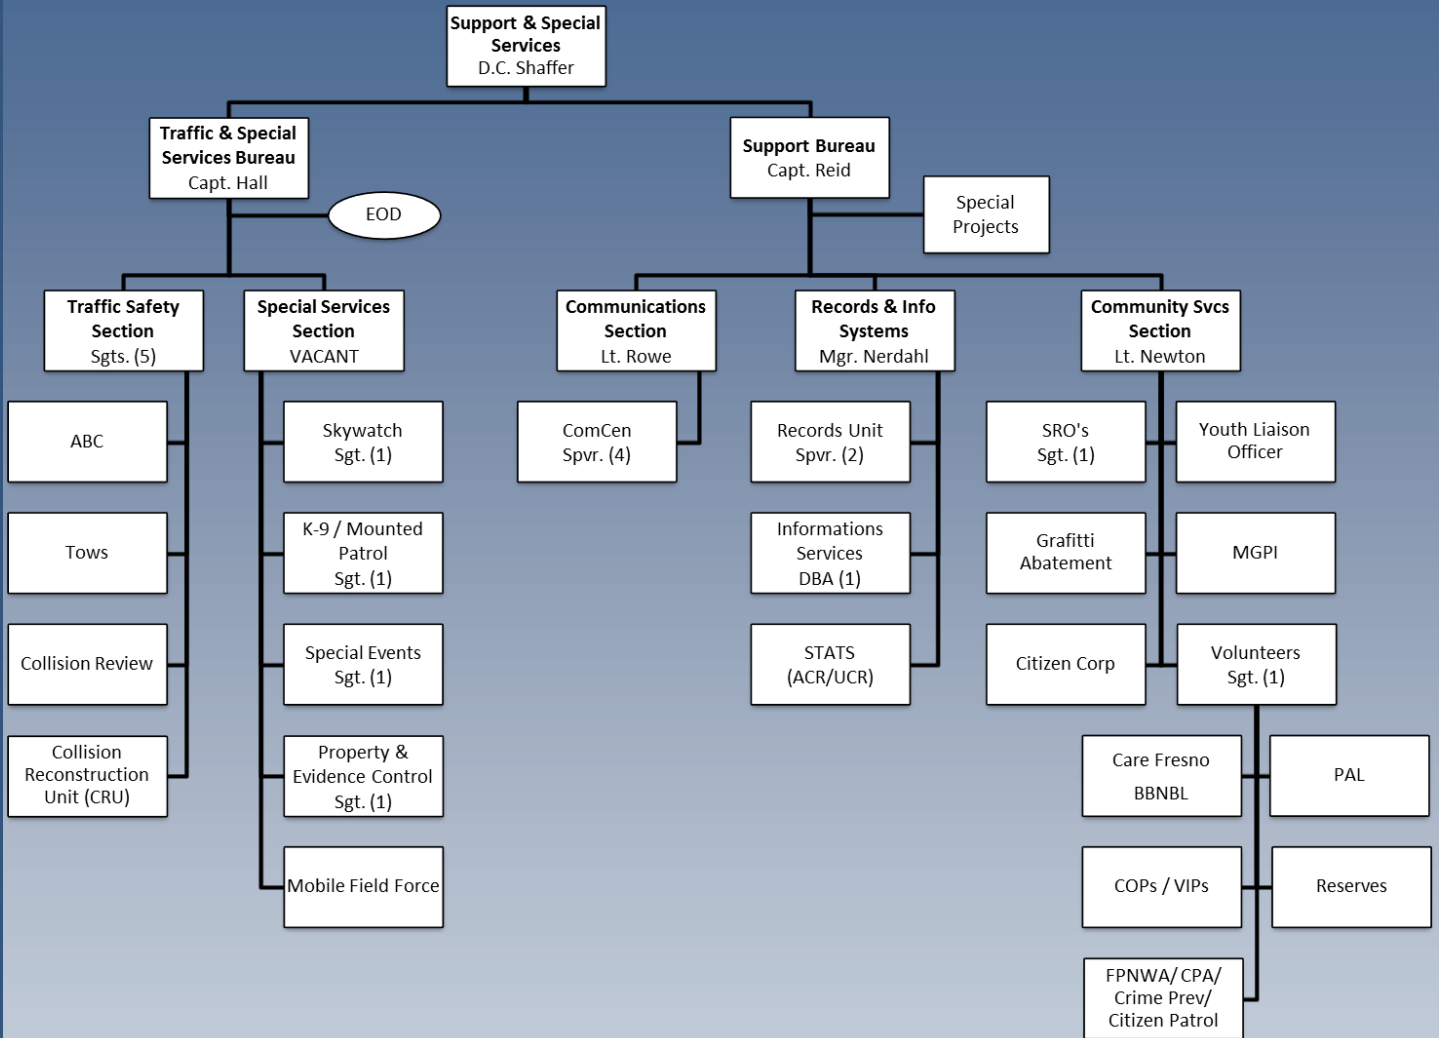 Support & Special
Services
D.C. Shaffer
Traffic & Special
Services Bureau
Capt. Hall
EOD
Support Bureau
Capt. Reid
Special
Projects
Traffic Safety
Section
Sgts. (5)
Special Services
Section
VACANT
Communications
Section
Lt. Rowe
Records & Info
Systems
Mgr. Nerdahl
Community Svcs
Section
Lt. Newton
ABC
Tows
Collision Review
Collision
Reconstruction
Unit (CRU)
Skywatch
Sgt. (1)
K-9 / Mounted
Patrol
Sgt. (1)
Special Events
Sgt. (1)
Property &
Evidence Control
Sgt. (1)
Mobile Field Force
ComCen
Spvr. (4)
Records Unit
Spvr. (2)
Informations
Services
DBA (1)
STATS
(ACR/UCR)
SRO's
Sgt. (1)
Youth Liaison
Officer
Grafitti
Abatement
MGPI
Citizen Corp
Volunteers
Sgt. (1)
Care Fresno
BBNBL
PAL
COPs / VIPs
Reserves
FPNWA/ CPA/
Crime Prev/
Citizen Patrol